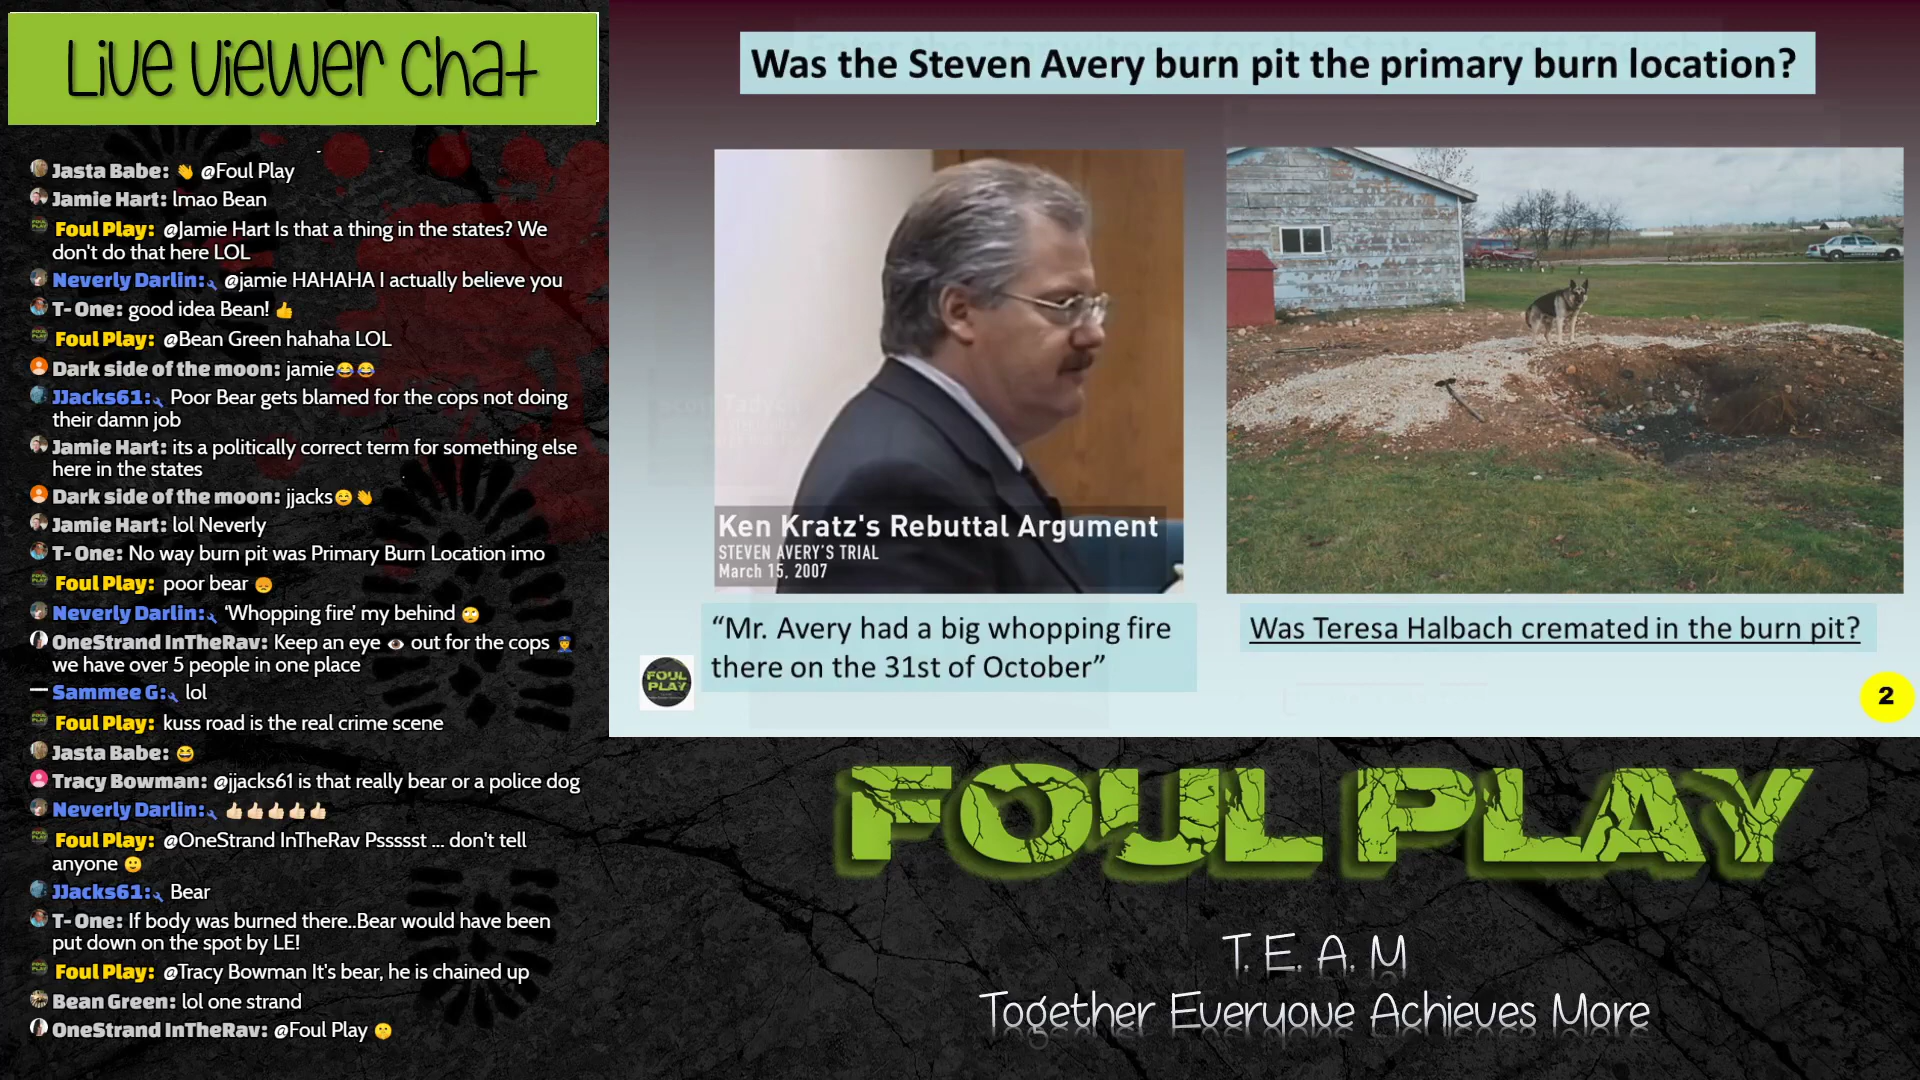 Live viewer chat
Jasta Babe: 👋 @Foul Play
Jamie Hart: lmao Bean
Foul Play: @Jamie Hart Is that a thing in the states? We
don't do that here LOL
Neverly Darlin: @jamie HAHAHA I actually believe you
T- One: good idea Bean! 👍
Foul Play: @Bean Green hahaha LOL
Dark side of the moon: jamie😂😂
JJacks61: Poor Bear gets blamed for the cops not doing
their damn job
Jamie Hart: its a politically correct term for something else
here in the states
Dark side of the moon: jjacks😄👋
Jamie Hart: lol Neverly
T- One: No way burn pit was Primary Burn Location imo
Foul Play: poor bear 😞
Neverly Darlin: 'Whopping fire' my behind 🙄
OneStrand InTheRav: Keep an eye 👁 out for the cops 👮
we have over 5 people in one place
Sammee G: lol
Foul Play: kuss road is the real crime scene
Jasta Babe: 😆
Tracy Bowman: @jjacks61 is that really bear or a police dog
Neverly Darlin: 👍🏻👍🏻👍🏻👍🏻👍🏻
Foul Play: @OneStrand InTheRav Pssssst ... don't tell
anyone 🙂
JJacks61: Bear
T- One: If body was burned there..Bear would have been
put down on the spot by LE!
Foul Play: @Tracy Bowman It's bear, he is chained up
Bean Green: lol one strand
OneStrand InTheRav: @Foul Play 🤫
Was the Steven Avery burn pit the primary burn location?
Ken Kratz's Rebuttal Argument
STEVEN AVERY'S TRIAL
March 15, 2007
“Mr. Avery had a big whopping fire
there on the 31st of October”
Was Teresa Halbach cremated in the burn pit?
FOUL
PLAY
2
FOUL PLAY
T. E. A. M
Together Everyone Achieves More